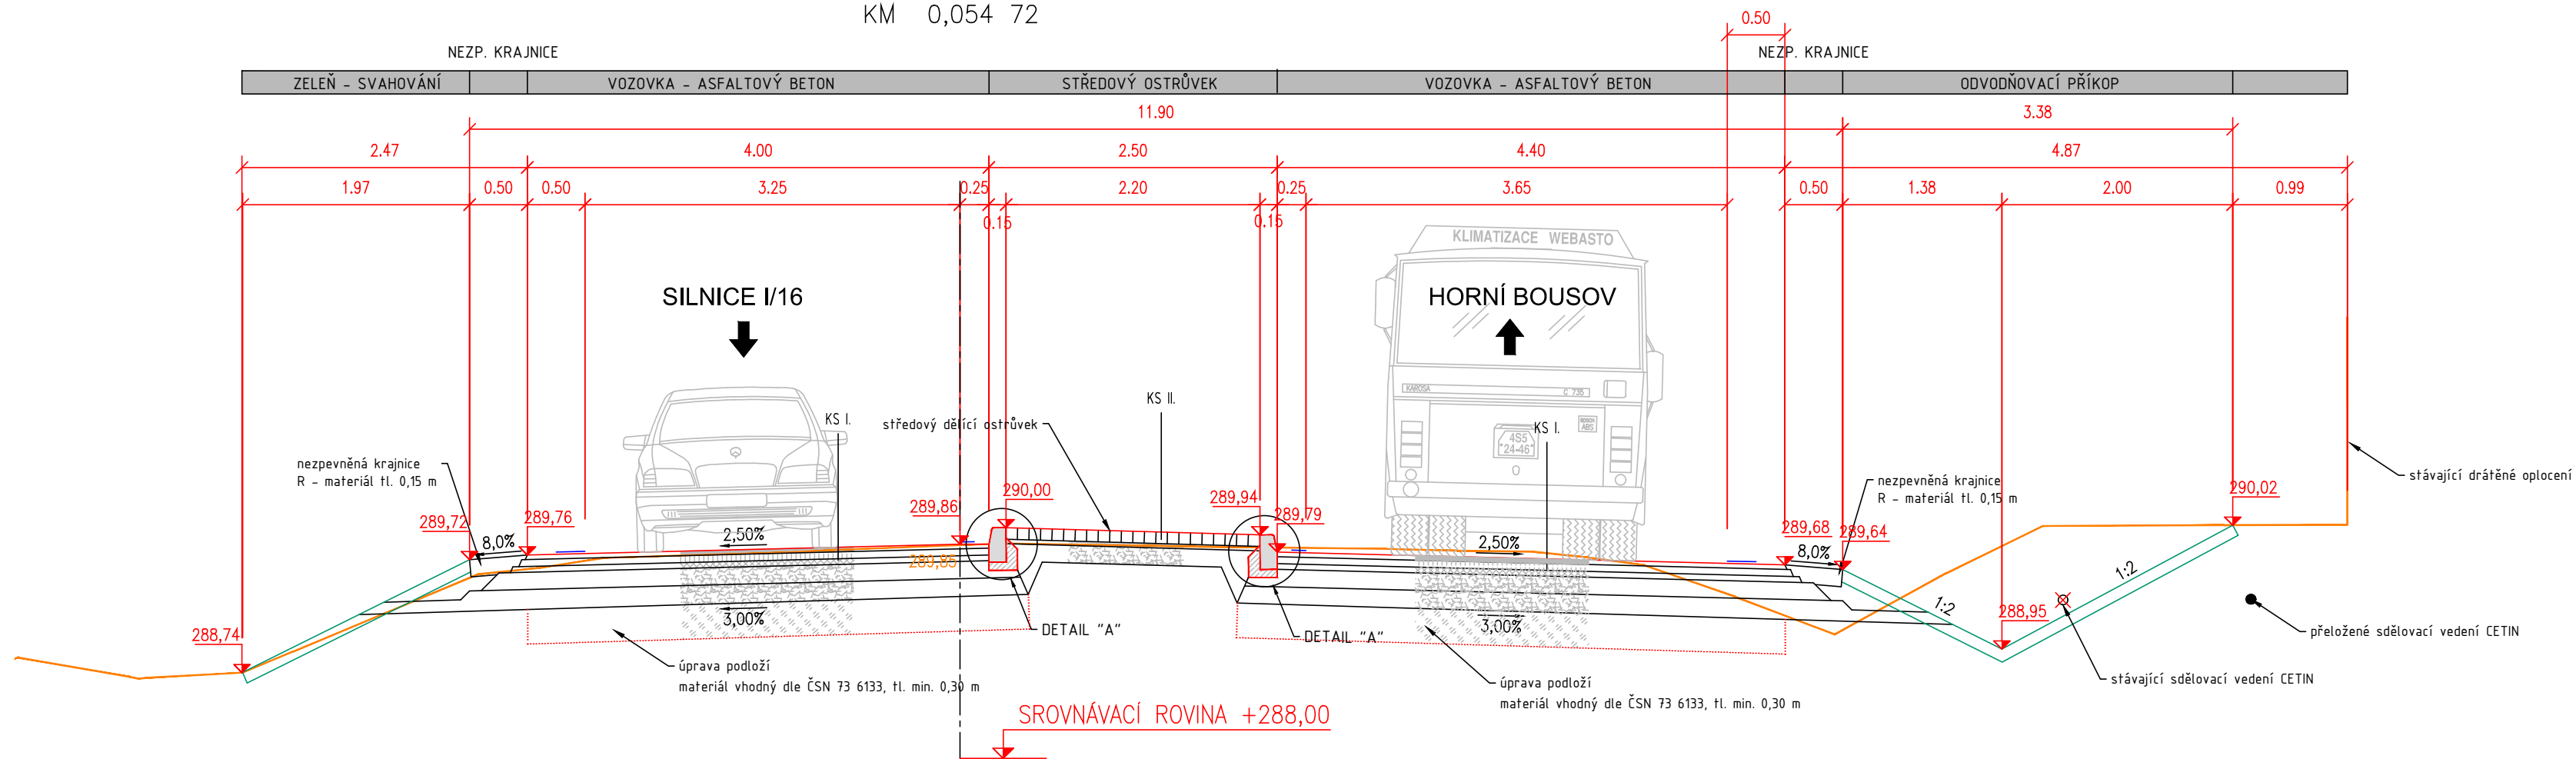 KM 0,054 72
0.50
NEZP. KRAJNICE
NEZP. KRAJNICE
ZELEŇ - SVAHOVÁNÍ
VOZOVKA - ASFALTOVÝ BETON
STŘEDOVÝ OSTRŮVEK
VOZOVKA - ASFALTOVÝ BETON
ODVODŇOVACÍ PŘÍKOP
11.90
3.38
2.47
4.00
2.50
4.40
4.87
1.97
0.50
0.50
3.25
0.25
2.20
0.25
3.65
0.50
1.38
2.00
0.99
0.15
0.15
KLIMATIZACE WEBASTO
SILNICE I/16
HORNÍ BOUSOV
KAROSA
C 735
KS II.
KS I.
středový dělící ostrůvek
KS I.
BOSCH
ABS
4S5
24-46
nezpevněná krajnice
R - materiál tl. 0,15 m
nezpevněná krajnice
R - materiál tl. 0,15 m
stávající drátěné oplocení
289,72
289,76
289,86
290,00
289,94
289,79
289,68
289,64
290,02
8,0%
2,50%
2,50%
8,0%
289,85
3,00%
3,00%
1:2
1:2
288,95
288,74
DETAIL "A"
DETAIL "A"
přeložené sdělovací vedení CETIN
stávající sdělovací vedení CETIN
úprava podloží
materiál vhodný dle ČSN 73 6133, tl. min. 0,30 m
úprava podloží
materiál vhodný dle ČSN 73 6133, tl. min. 0,30 m
SROVNÁVACÍ ROVINA +288,00